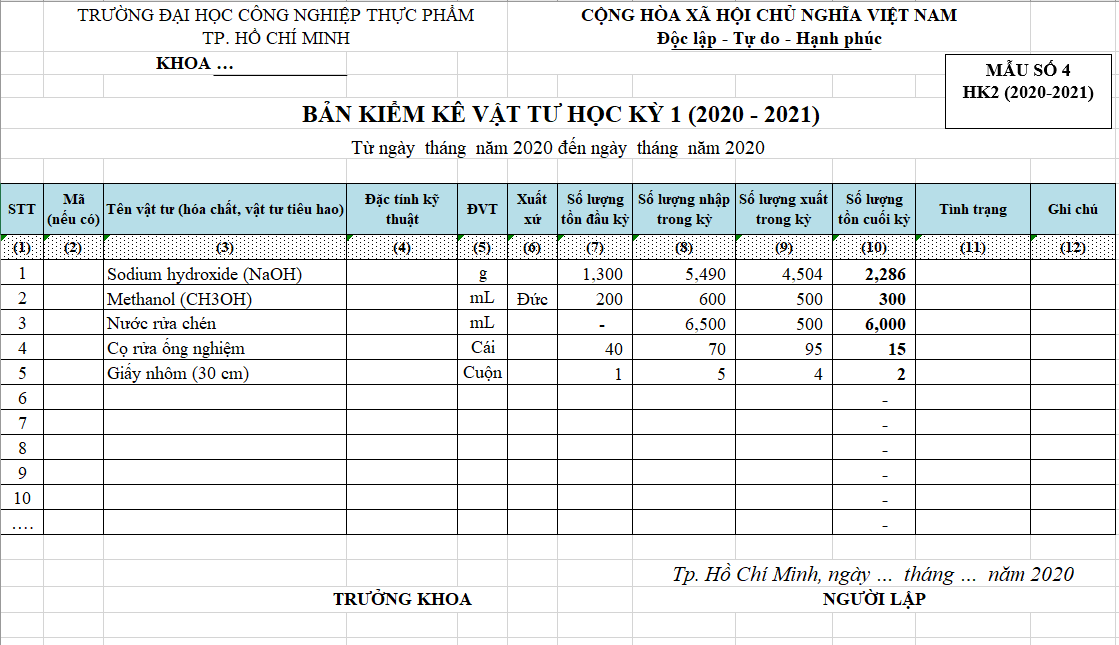 TRƯỜNG ĐẠI HỌC CÔNG NGHIỆP THỰC PHẨM
TP. HỒ CHÍ MINH
KHOA …
CỘNG HÒA XÃ HỘI CHỦ NGHĨA VIỆT NAM
Độc lập - Tự do - Hạnh phúc
MẪU SỐ 4
HK2 (2020-2021)
BẢN KIỂM KÊ VẬT TƯ HỌC KỲ 1 (2020 - 2021)
Từ ngày tháng năm 2020 đến ngày tháng năm 2020
STT Mã (nếu có) Tên vật tư (hóa chất, vật tư tiêu hao) Đặc tính kỹ thuật ĐVT Xuất xứ Số lượng tồn đầu kỳ Số lượng nhập trong kỳ Số lượng xuất trong kỳ Số lượng tồn cuối kỳ Tình trạng Ghi chú
(1) (2) (3) (4) (5) (6) (7) (8) (9) (10) (11) (12)
1 Sodium hydroxide (NaOH) g 1,300 5,490 4,504 2,286
2 Methanol (CH3OH) mL Đức 200 600 500 300
3 Nước rửa chén mL - 6,500 500 6,000
4 Cọ rửa ống nghiệm Cái 40 70 95 15
5 Giấy nhôm (30 cm) Cuộn 1 5 4 2
6 -
7 -
8 -
9 -
10 -
…. -
Tp. Hồ Chí Minh, ngày … tháng … năm 2020
TRƯỞNG KHOA NGƯỜI LẬP